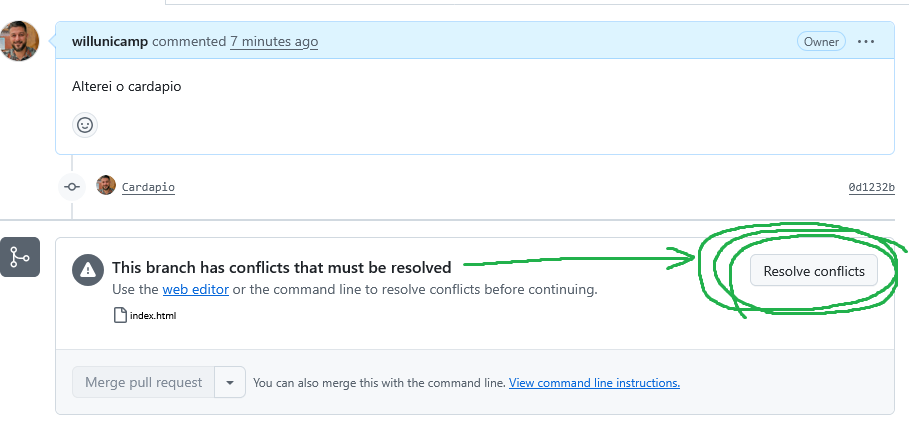 willunicamp commented 7 minutes ago Owner
Alterei o cardapio
Cardapio 0d1232b
This branch has conflicts that must be resolved
Use the web editor or the command line to resolve conflicts before continuing.
index.html
Resolve conflicts
Merge pull request You can also merge this with the command line. View command line instructions.